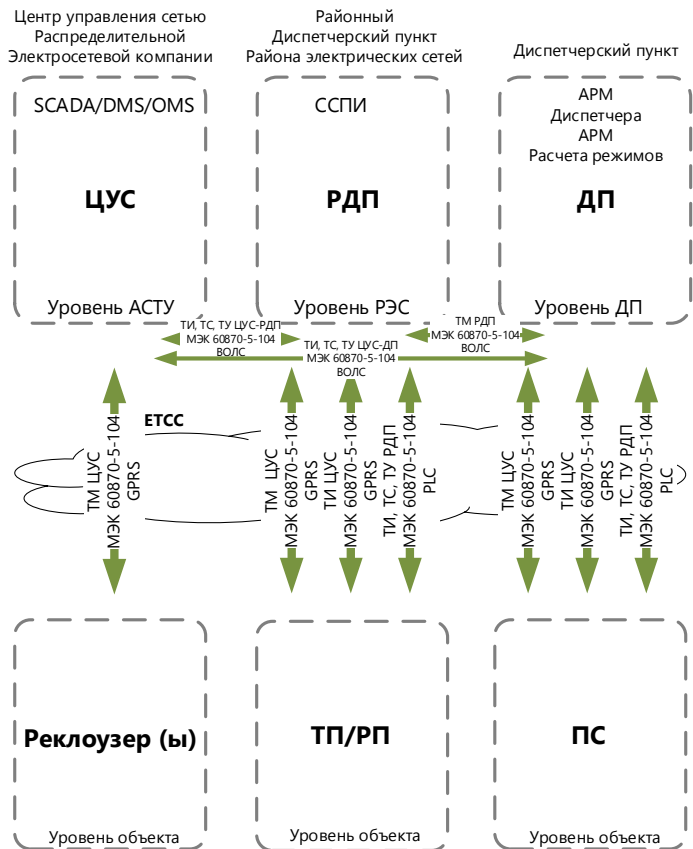 Центр управления сетью
Распределительной
Электросетевой компании
Районный
Диспетчерский пункт
Района электрических сетей
Диспетчерский пункт
SCADA/DMS/OMS
ЦУС
Уровень АСТУ
ССПИ
РДП
Уровень РЭС
АРМ
Диспетчера
АРМ
Расчета режимов
ДП
Уровень ДП
ТИ, ТС, ТУ ЦУС-РДП
МЭК 60870-5-104
ВОЛС
ТИ, ТС, ТУ ЦУС-ДП
МЭК 60870-5-104
ВОЛС
ТМ РДП
МЭК 60870-5-104
ВОЛС
ЕТСС
ТМ ЦУС
МЭК 60870-5-104
GPRS
ТМ ЦУС
МЭК 60870-5-104
GPRS
ТИ ЦУС
МЭК 60870-5-104
GPRS
ТИ, ТС, ТУ РДП
МЭК 60870-5-104
PLC
ТМ ЦУС
МЭК 60870-5-104
GPRS
ТИ ЦУС
МЭК 60870-5-104
GPRS
ТИ, ТС, ТУ РДП
МЭК 60870-5-104
PLC
Реклоузер (ы)
Уровень объекта
ТП/РП
Уровень объекта
ПС
Уровень объекта